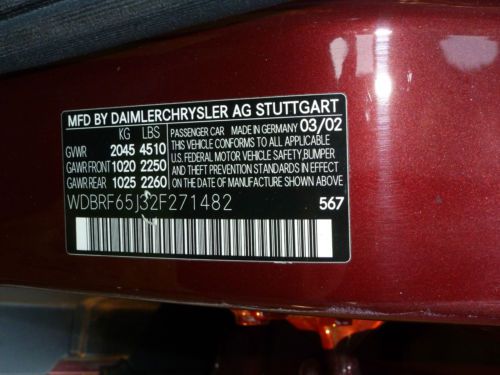 MFD BY DAIMLERCHRYSLER AG STUTTGART
KG LBS PASSENGER CAR MADE IN GERMANY 03/02
GVWR 2045 4510 THIS VEHICLE CONFORMS TO ALL APPLICABLE
GAWR FRONT 1020 2250 U.S. FEDERAL MOTOR VEHICLE SAFETY, BUMPER
GAWR REAR 1025 2260 AND THEFT PREVENTION STANDARDS IN EFFECT
ON THE DATE OF MANUFACTURE SHOWN ABOVE.
WDBRF65J32F271482 567